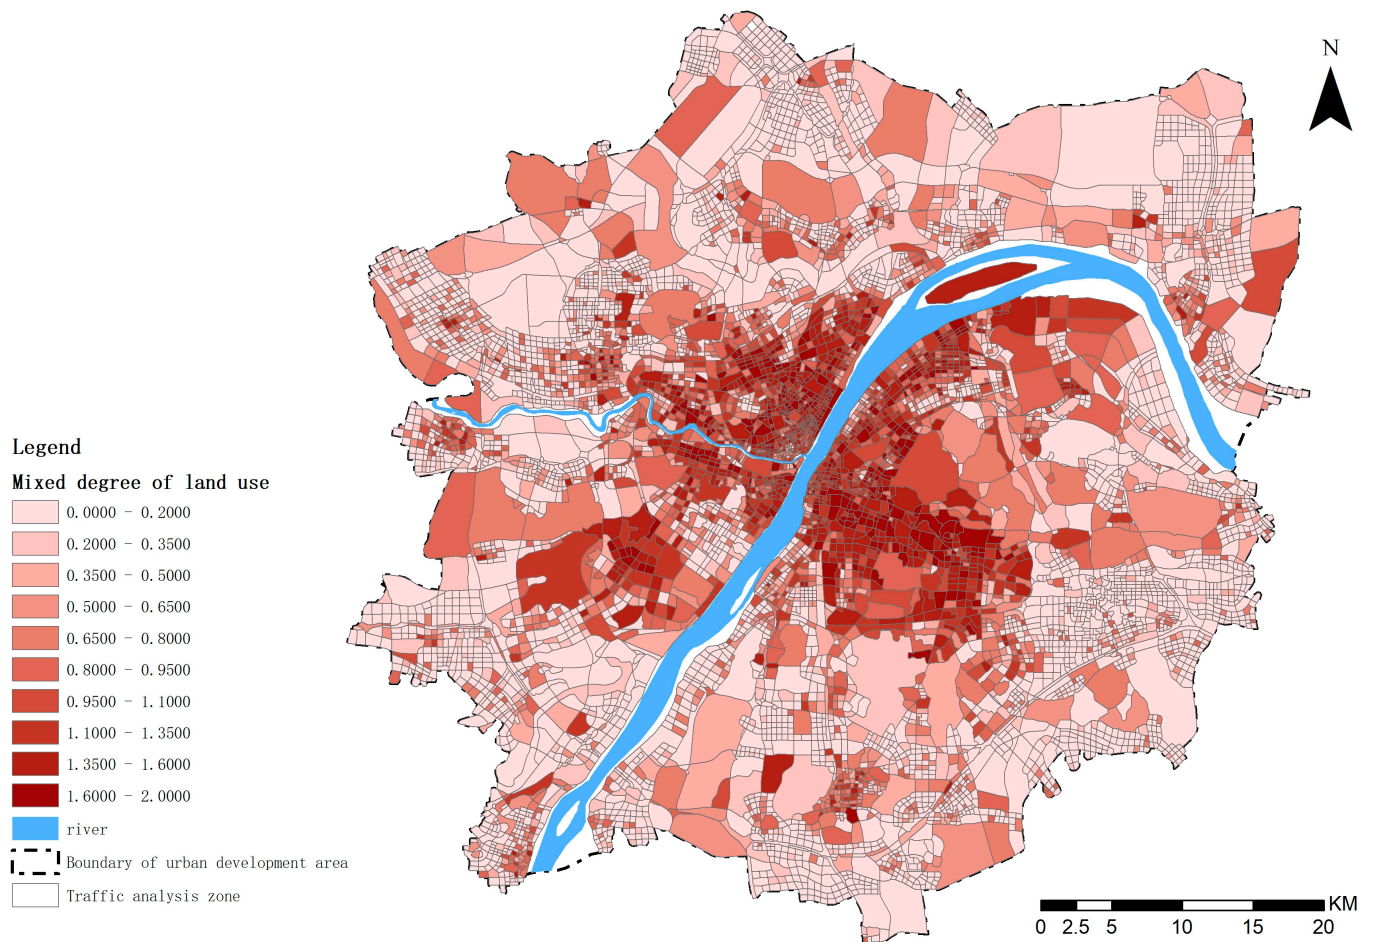 N
Legend
Mixed degree of land use
0.0000 - 0.2000
0.2000 - 0.3500
0.3500 - 0.5000
0.5000 - 0.6500
0.6500 - 0.8000
0.8000 - 0.9500
0.9500 - 1.1000
1.1000 - 1.3500
1.3500 - 1.6000
1.6000 - 2.0000
river
Boundary of urban development area
Traffic analysis zone
KM
0 2.5 5 10 15 20